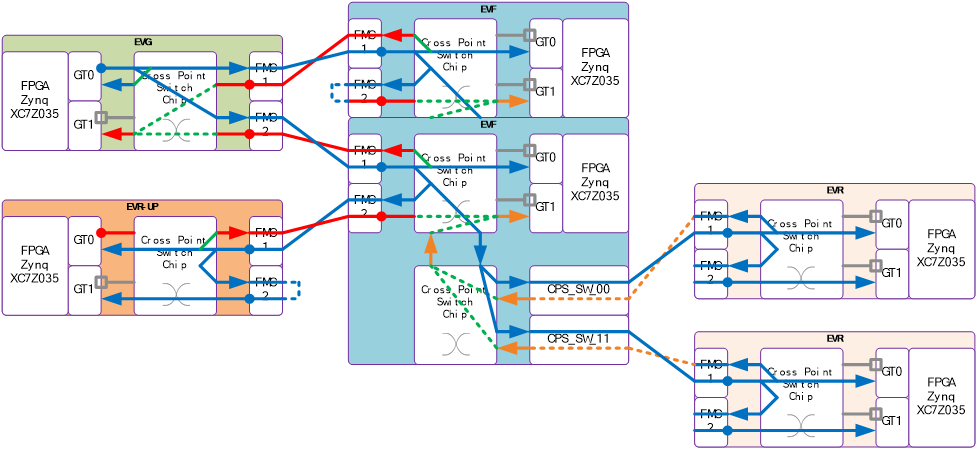 EVG
FPGA
Zynq
XC7Z035
GT0
GT1
Cross Point
Switch
Chip
FMC
1
FMC
2
EVF
FMC
1
FMC
2
Cross Point
Switch
Chip
GT0
GT1
FPGA
Zynq
XC7Z035
EVF
FMC
1
FMC
2
Cross Point
Switch
Chip
GT0
GT1
FPGA
Zynq
XC7Z035
Cross Point
Switch
Chip
CPS_SW_00
CPS_SW_11
EVR-UP
FPGA
Zynq
XC7Z035
GT0
GT1
Cross Point
Switch
Chip
FMC
1
FMC
2
EVR
FMC
1
FMC
2
Cross Point
Switch
Chip
GT0
GT1
FPGA
Zynq
XC7Z035
EVR
FMC
1
FMC
2
Cross Point
Switch
Chip
GT0
GT1
FPGA
Zynq
XC7Z035